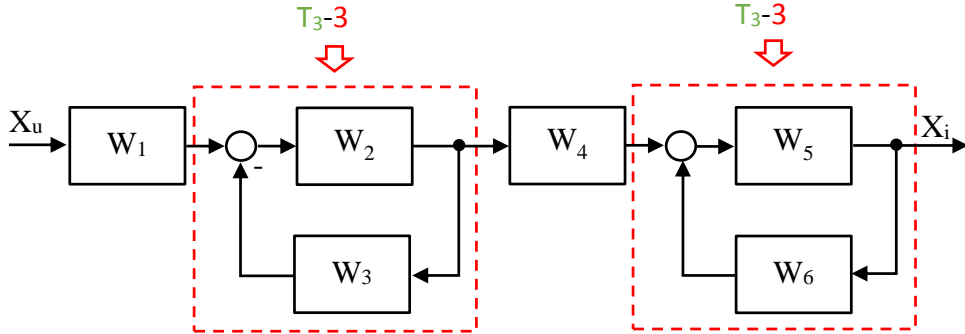 T₃-3 T₃-3
Xᵤ W₁ W₂ W₄ W₅ Xᵢ
-
W₃ W₆